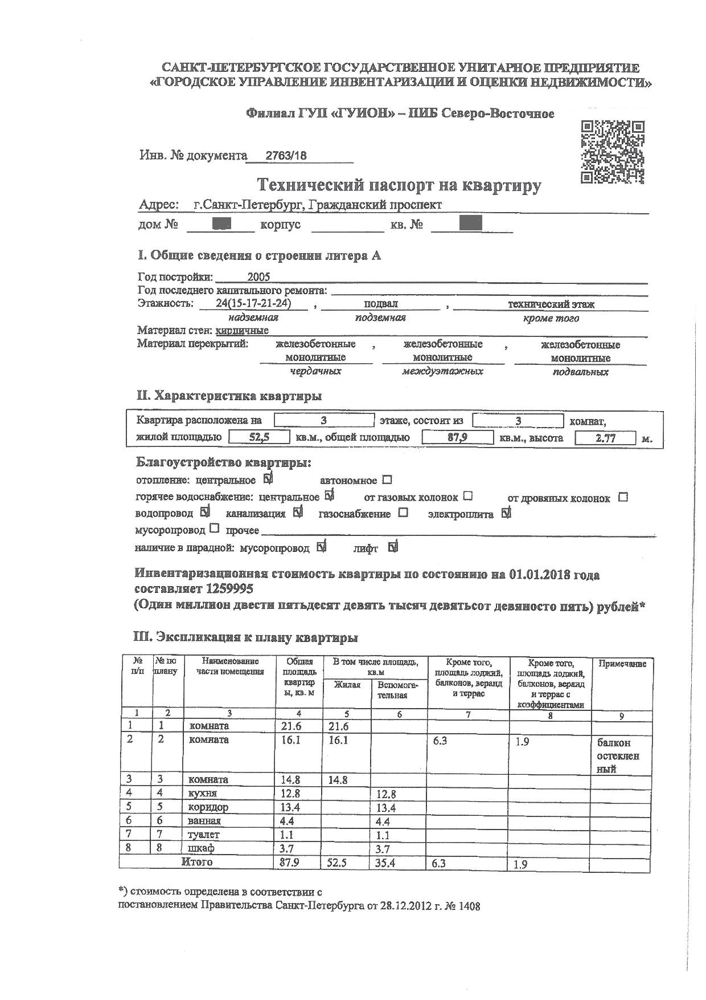 САНКТ-ПЕТЕРБУРГСКОЕ ГОСУДАРСТВЕННОЕ УНИТАРНОЕ ПРЕДПРИЯТИЕ
«ГОРОДСКОЕ УПРАВЛЕНИЕ ИНВЕНТАРИЗАЦИИ И ОЦЕНКИ НЕДВИЖИМОСТИ»
Филиал ГУП «ГУИОН» – ПИБ Северо-Восточное
Инв. № документа 2763/18
Технический паспорт на квартиру
Адрес: г.Санкт-Петербург, Гражданский проспект
дом № корпус кв. №
I. Общие сведения о строении литера А
Год постройки: 2005
Год последнего капитального ремонта:
Этажность: 24(15-17-21-24) , подвал , технический этаж
надземная подземная кроме того
Материал стен: кирпичные
Материал перекрытий: железобетонные , железобетонные , железобетонные
монолитные монолитные монолитные
чердачных междуэтажных подвальных
II. Характеристика квартиры
Квартира расположена на 3 этаже, состоит из 3 комнат,
жилой площадью 52,5 кв.м., общей площадью 87,9 кв.м., высота 2.77 м.
Благоустройство квартиры:
отопление: центральное автономное
горячее водоснабжение: центральное от газовых колонок от дровяных колонок
водопровод канализация газоснабжение электроплита
мусоропровод прочее
наличие в парадной: мусоропровод лифт
Инвентаризационная стоимость квартиры по состоянию на 01.01.2018 года
составляет 1259995
(Один миллион двести пятьдесят девять тысяч девятьсот девяносто пять) рублей*
III. Экспликация к плану квартиры
№ № по Наименование Общая В том числе площадь, Кроме того, Кроме того, Примечание
п/п плану части помещения площадь кв.м площадь лоджий, площадь лоджий,
квартир Жилая Вспомога- балконов, веранд балконов, веранд
ы, кв. м тельная и террас и террас с
коэффициентами
1 2 3 4 5 6 7 8 9
1 1 комната 21.6 21.6
2 2 комната 16.1 16.1 6.3 1.9 балкон
остеклен
ный
3 3 комната 14.8 14.8
4 4 кухня 12.8 12.8
5 5 коридор 13.4 13.4
6 6 ванная 4.4 4.4
7 7 туалет 1.1 1.1
8 8 шкаф 3.7 3.7
Итого 87.9 52.5 35.4 6.3 1.9
*) стоимость определена в соответствии с
постановлением Правительства Санкт-Петербурга от 28.12.2012 г. № 1408